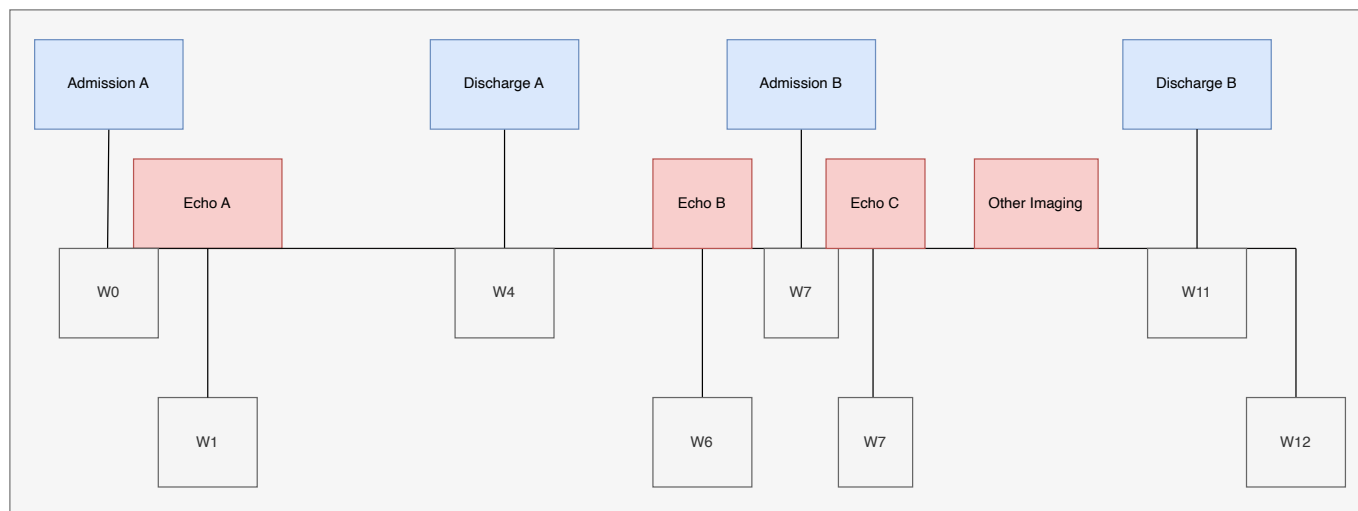 Admission A
Discharge A
Admission B
Discharge B
Echo A
Echo B
Echo C
Other Imaging
W0
W4
W7
W11
W1
W6
W7
W12